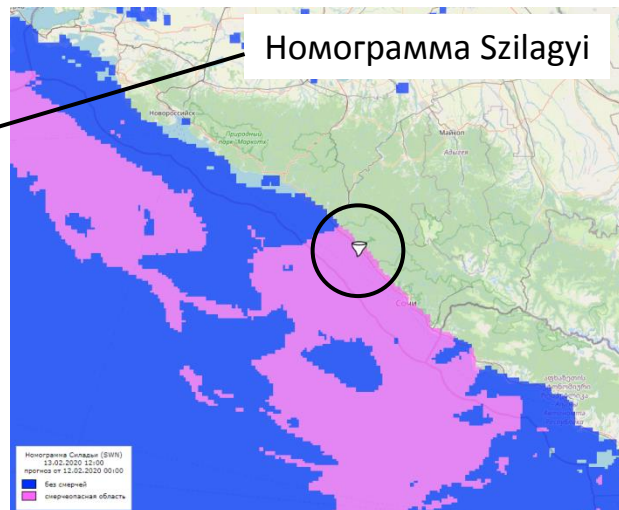 Номограмма Szilagyi
Новороссийск
Природный
парк "Маркотх"
Майкоп
Адыгея
Сочи
Номограмма Силадьи (SWN)
13.02.2020 12:00
прогноз от 12.02.2020 00:00
без смерчей
смерчеопасная область